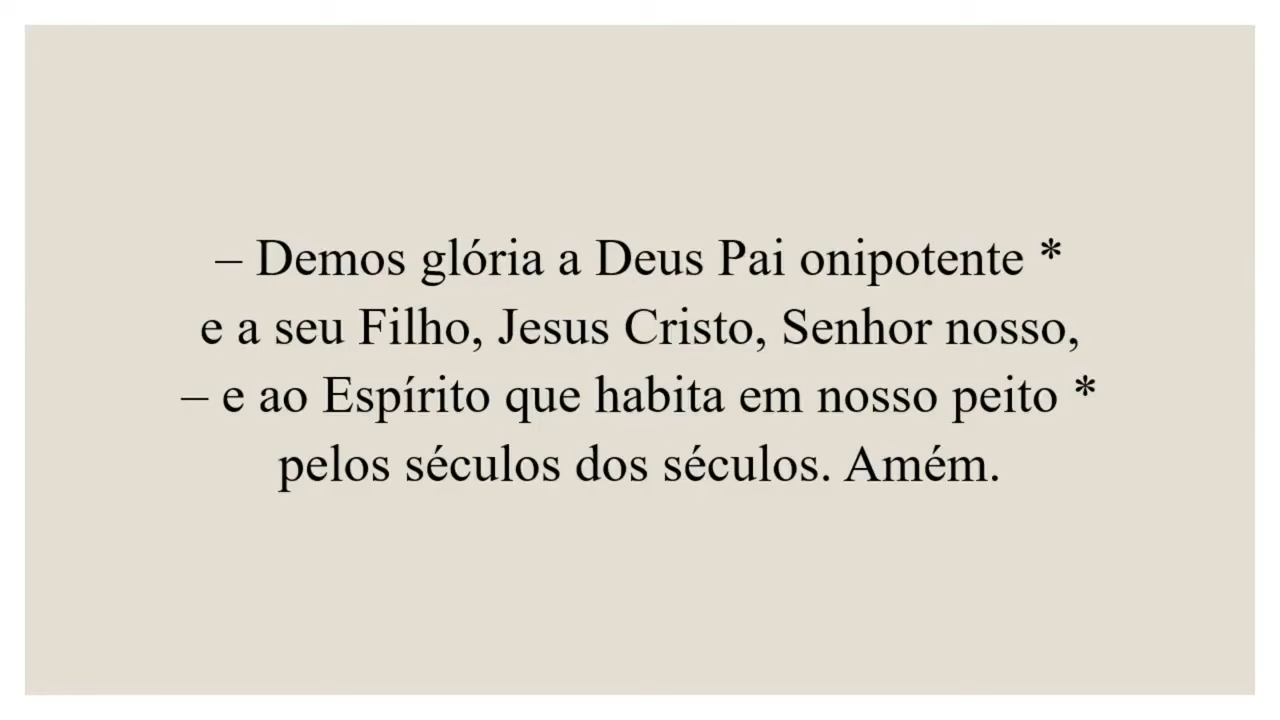 – Demos glória a Deus Pai onipotente *
e a seu Filho, Jesus Cristo, Senhor nosso,
– e ao Espírito que habita em nosso peito *
pelos séculos dos séculos. Amém.